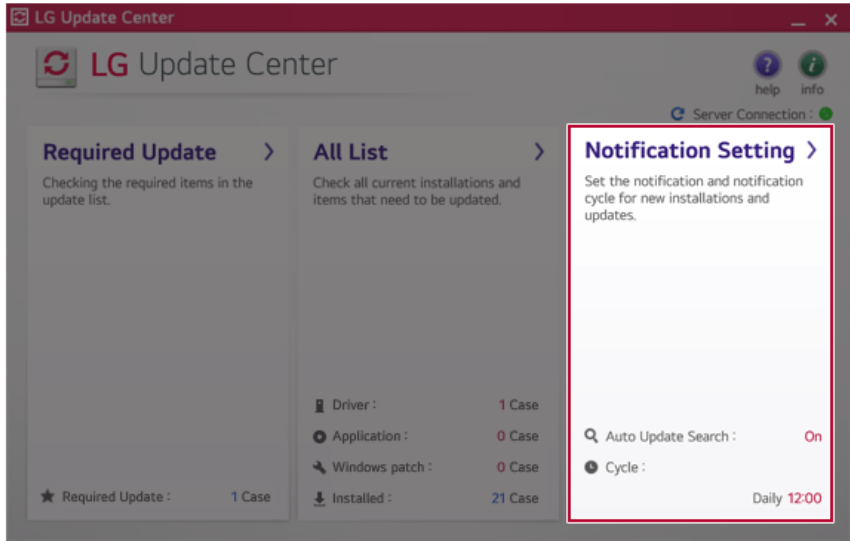 LG Update Center
LG Update Center
?
i
help
info
Server Connection :
Required Update >
Checking the required items in the
update list.
Required Update : 1 Case
All List >
Check all current installations and
items that need to be updated.
Driver : 1 Case
Application : 0 Case
Windows patch : 0 Case
Installed : 21 Case
Notification Setting >
Set the notification and notification
cycle for new installations and
updates.
Auto Update Search : On
Cycle :
Daily 12:00